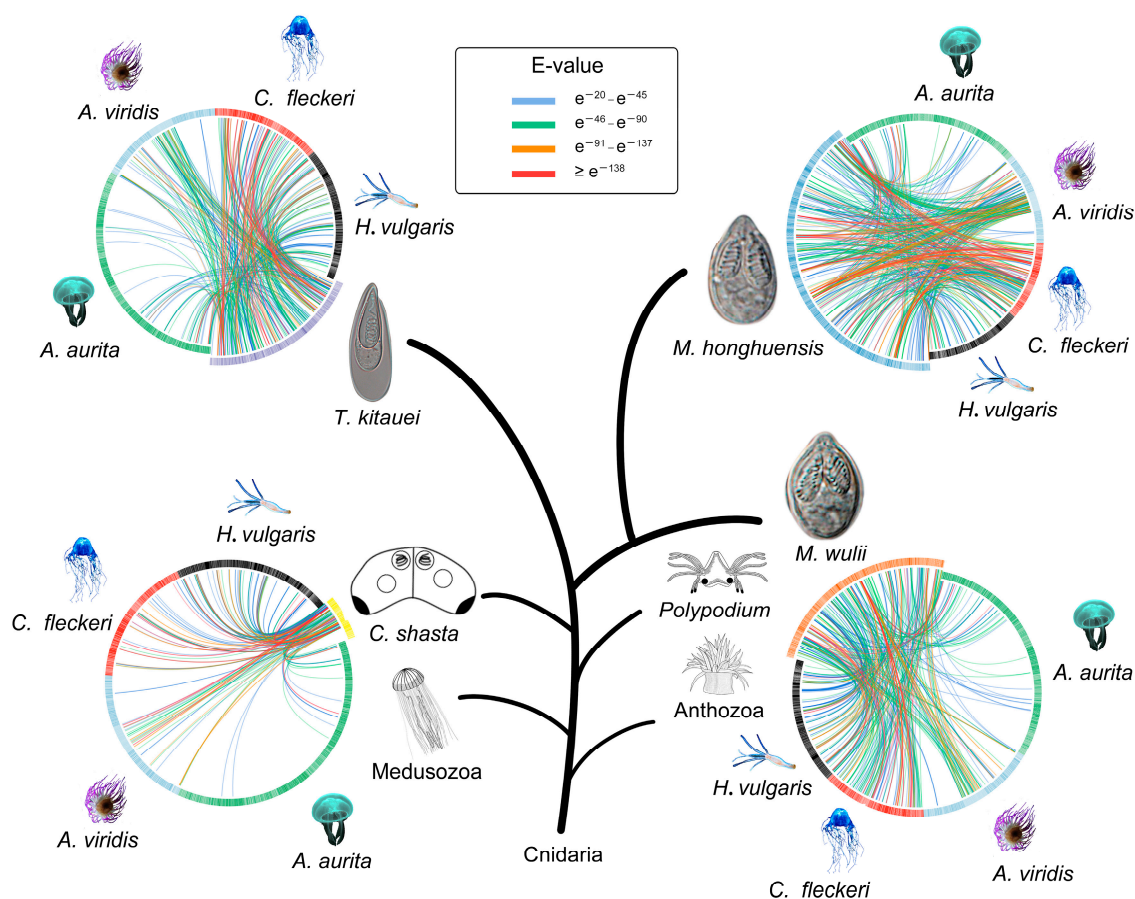 C. fleckeri
A. viridis
H. vulgaris
A. aurita
T. kitauei
E-value
e⁻²⁰ - e⁻⁴⁵
e⁻⁴⁶ - e⁻⁹⁰
e⁻⁹¹ - e⁻¹³⁷
≥ e⁻¹³⁸
A. aurita
A. viridis
C. fleckeri
H. vulgaris
M. honghuensis
M. wulii
H. vulgaris
C. fleckeri
C. shasta
Medusozoa
A. viridis
A. aurita
Polypodium
Anthozoa
Cnidaria
A. aurita
H. vulgaris
A. viridis
C. fleckeri